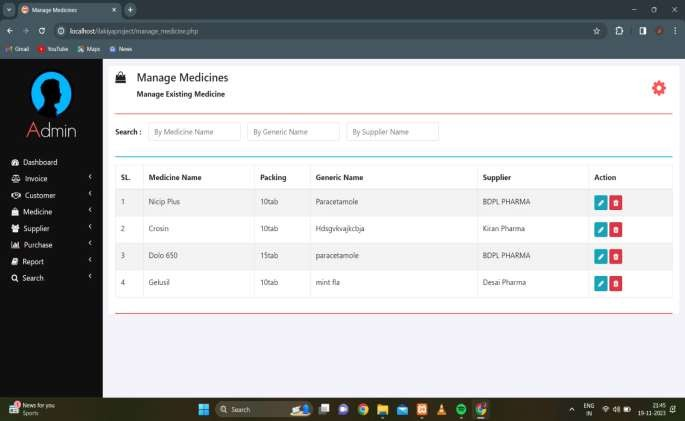 Manage Medicines
localhost/ilakiyaproject/manage_medicine.php
Gmail YouTube Maps News
Manage Medicines
Manage Existing Medicine
Admin
Search : By Medicine Name By Generic Name By Supplier Name
Dashboard
Invoice
Customer
Medicine
Supplier
Purchase
Report
Search
SL. Medicine Name Packing Generic Name Supplier Action
1 Nicip Plus 10tab Paracetamole BDPL PHARMA
2 Crosin 10tab Hdsgvkvajkcbja Kiran Pharma
3 Dolo 650 15tab paracetamole BDPL PHARMA
4 Gelusil 10tab mint fla Desai Pharma
1
News for you
Sports
Search
ENG
IN
21:45
19-11-2023